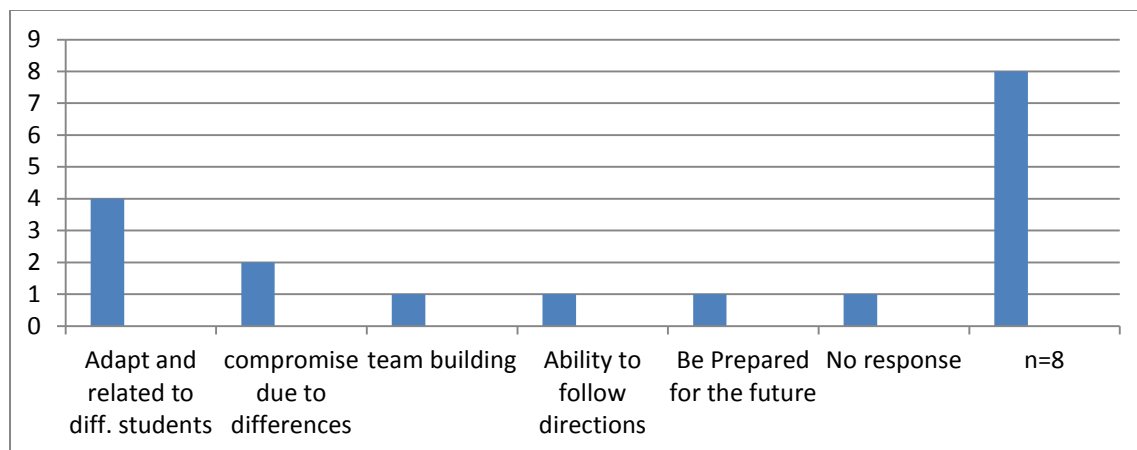 9
8
7
6
5
4
3
2
1
0
Adapt and related to diff. students
compromise due to differences
team building
Ability to follow directions
Be Prepared for the future
No response
n=8